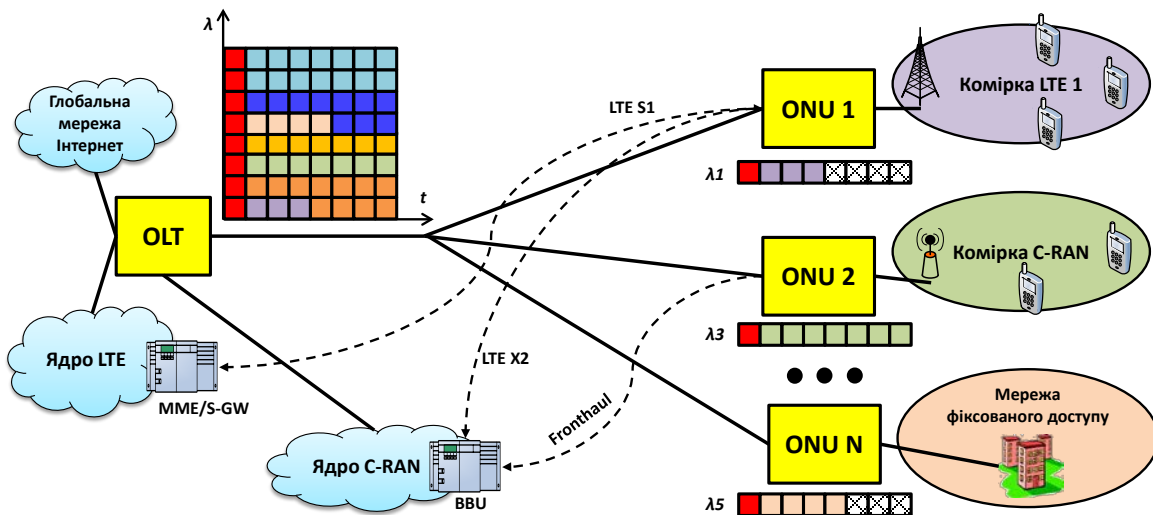 λ
t
Глобальна
мережа
Інтернет
OLT
Ядро LTE
MME/S-GW
Ядро C-RAN
BBU
LTE S1
LTE X2
Fronthaul
ONU 1
λ1
Комірка LTE 1
ONU 2
λ3
Комірка C-RAN
ONU N
λ5
Мережа
фіксованого доступу